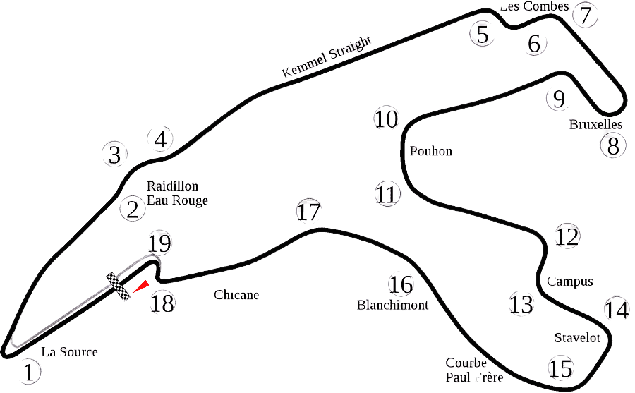 Les Combes
7
5
6
Kemmel Straight
9
10
Bruxelles
8
4
3
Pouhon
Raidillon
Eau Rouge
11
2
17
12
19
16
Campus
Chicane
18
Blanchimont
13
14
Stavelot
La Source
Courbe
Paul Frère
15
1